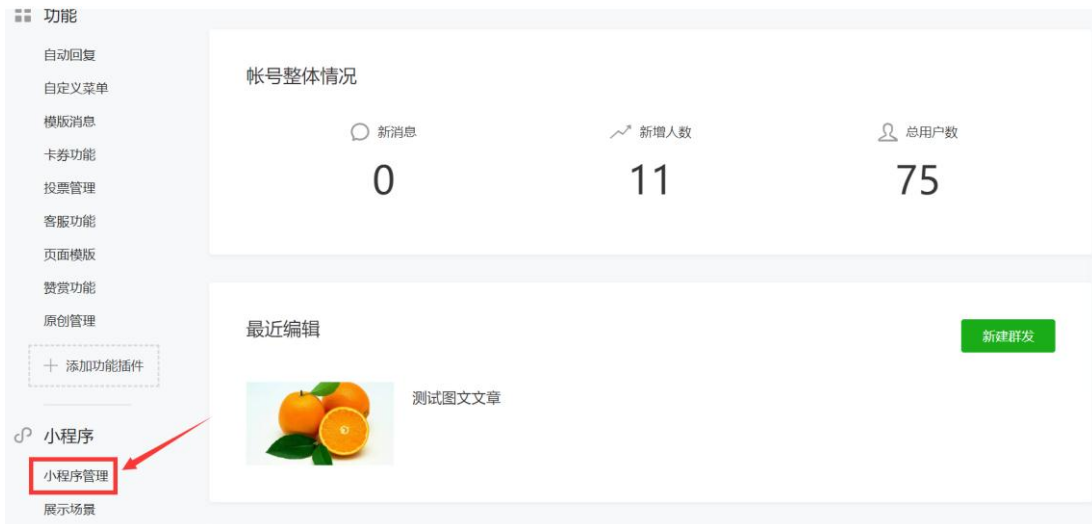 功能
自动回复
自定义菜单
模版消息
卡券功能
投票管理
客服功能
页面模版
赞赏功能
原创管理
添加功能插件
小程序
小程序管理
展示场景
帐号整体情况
新消息
0
新增人数
11
总用户数
75
最近编辑
新建群发
测试图文文章